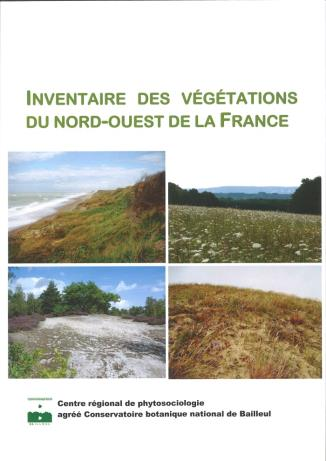 INVENTAIRE DES VÉGÉTATIONS
DU NORD-OUEST DE LA FRANCE
Centre régional de phytosociologie
agréé Conservatoire botanique national de Bailleul